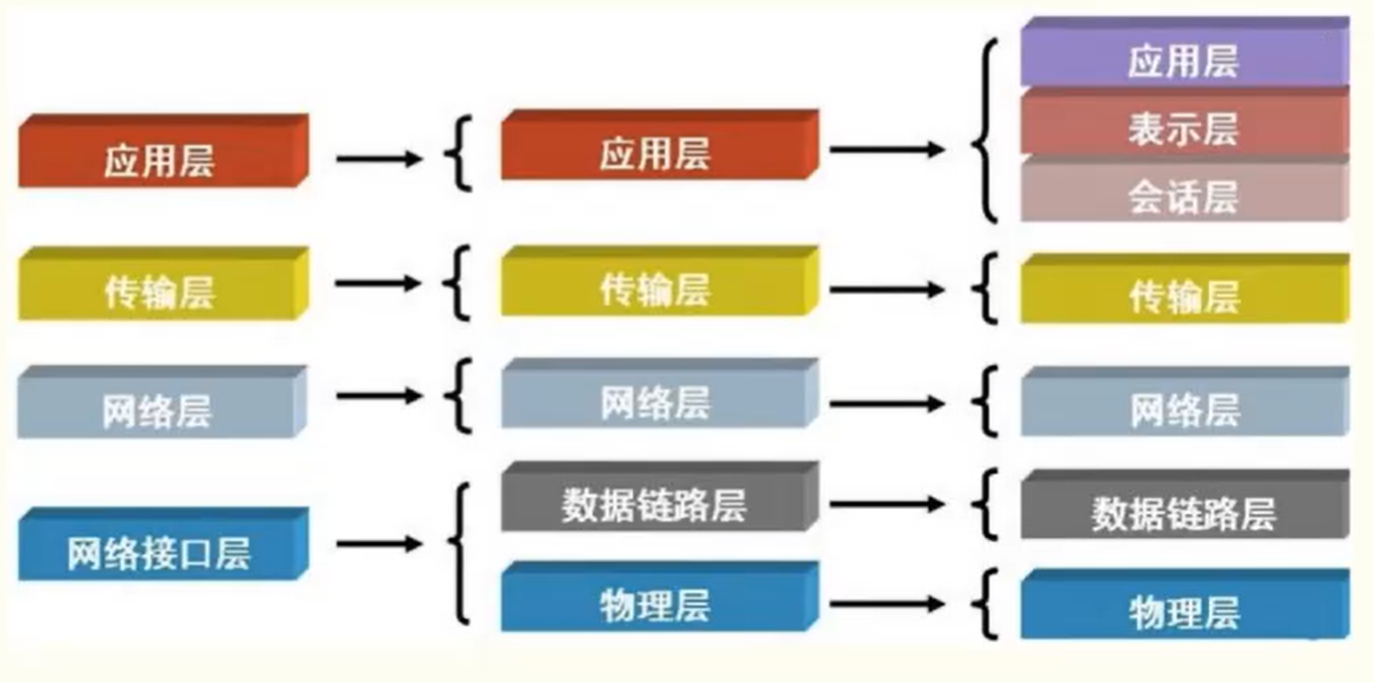 应用层
传输层
网络层
网络接口层
应用层
传输层
网络层
数据链路层
物理层
应用层
表示层
会话层
传输层
网络层
数据链路层
物理层